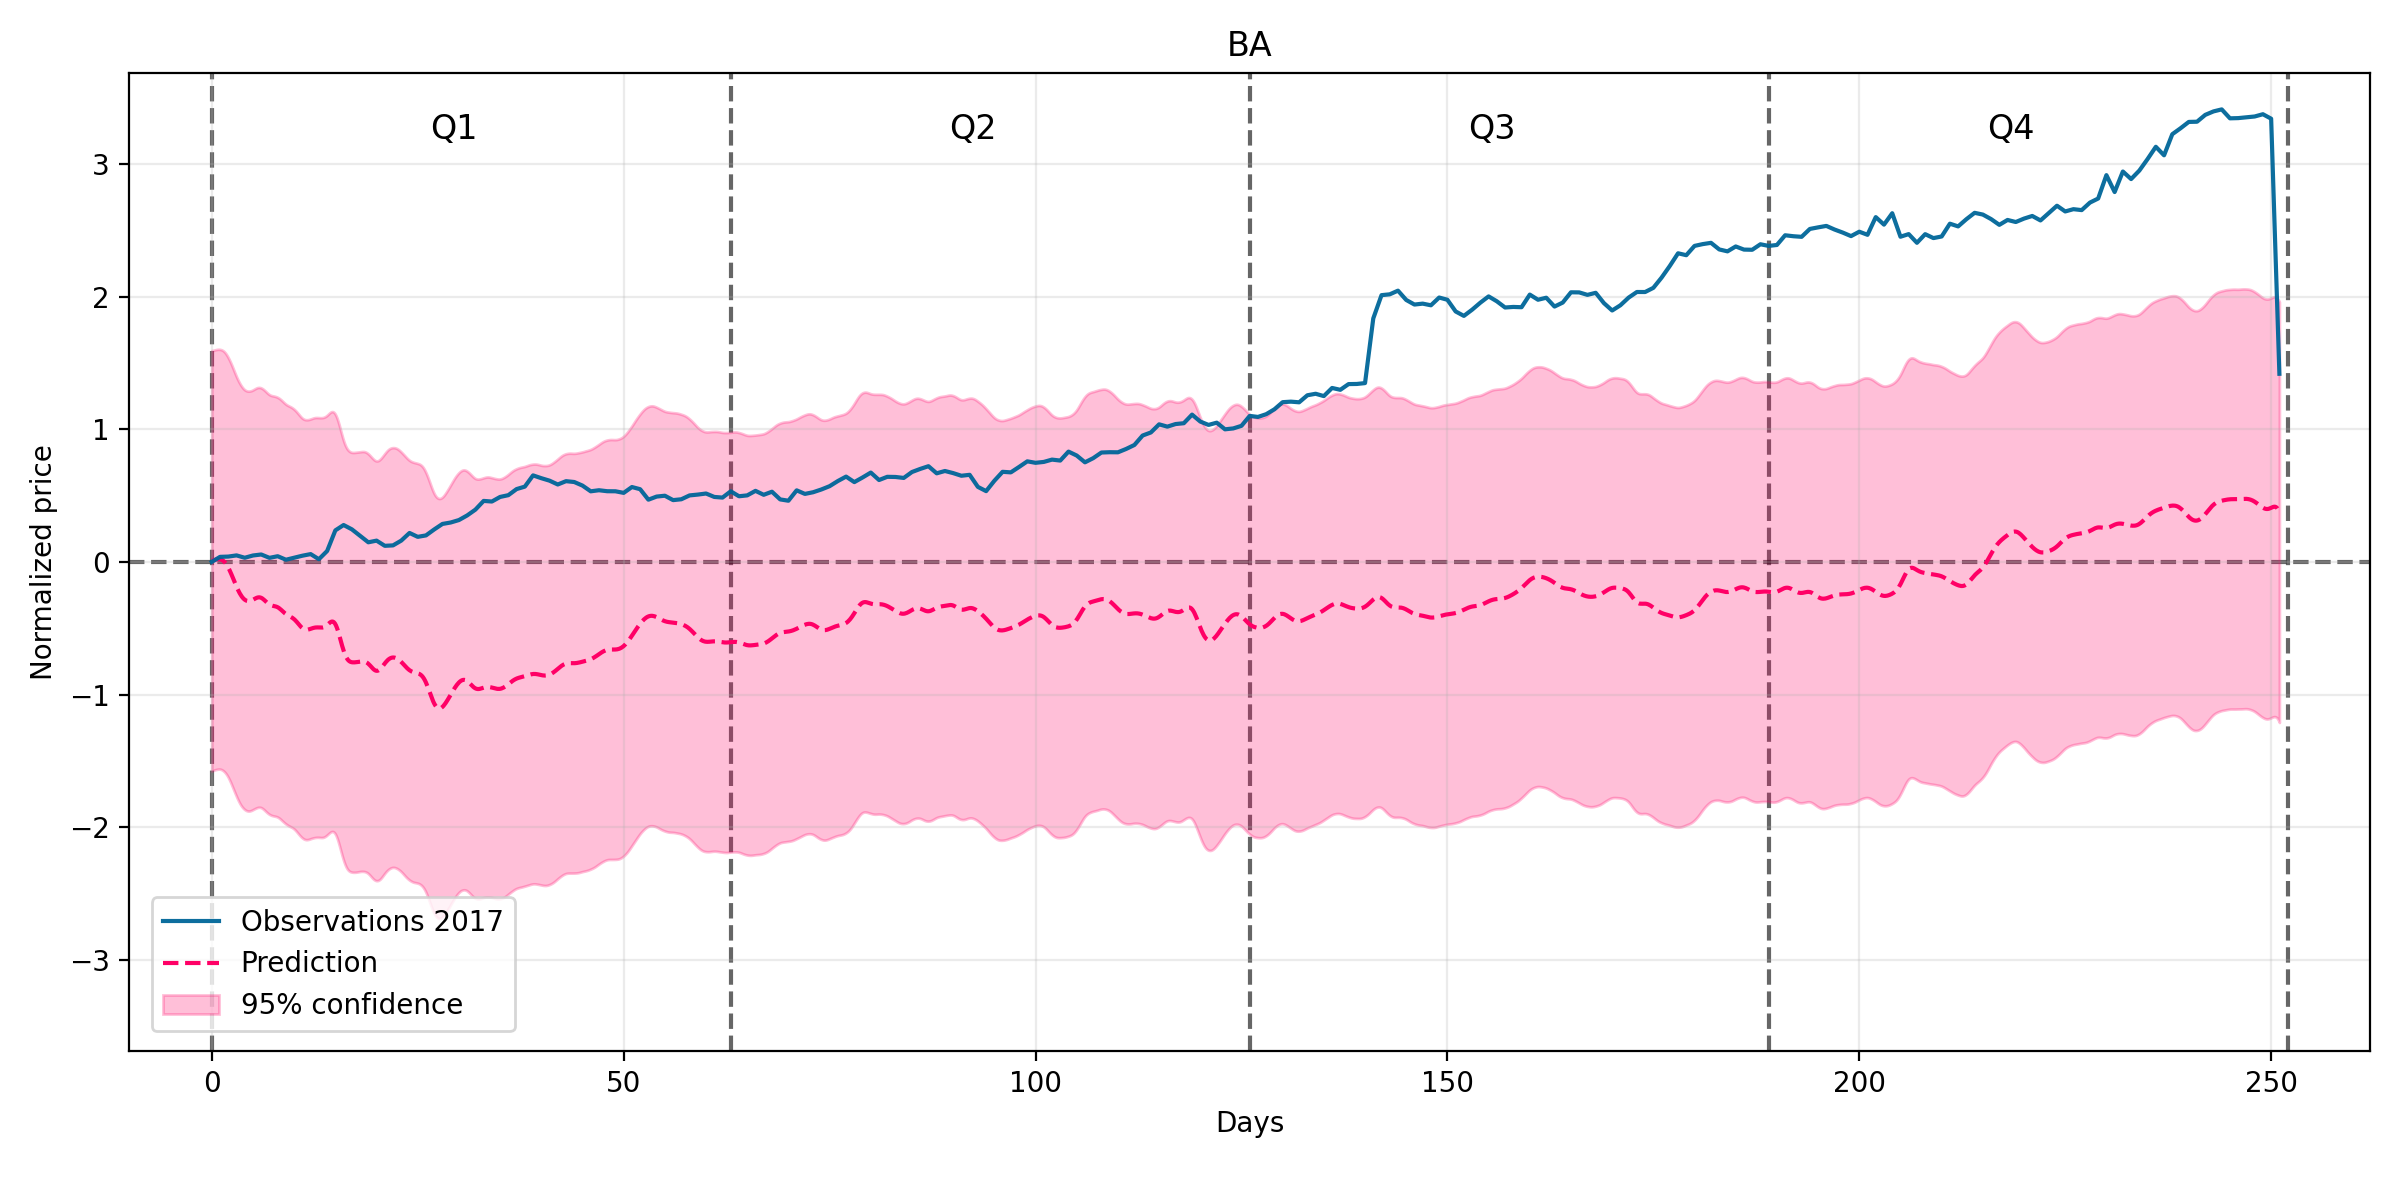 BA
Q1 Q2 Q3 Q4
3
2
1
0
−1
−2
−3
Normalized price
Observations 2017
Prediction
95% confidence
0 50 100 150 200 250
Days